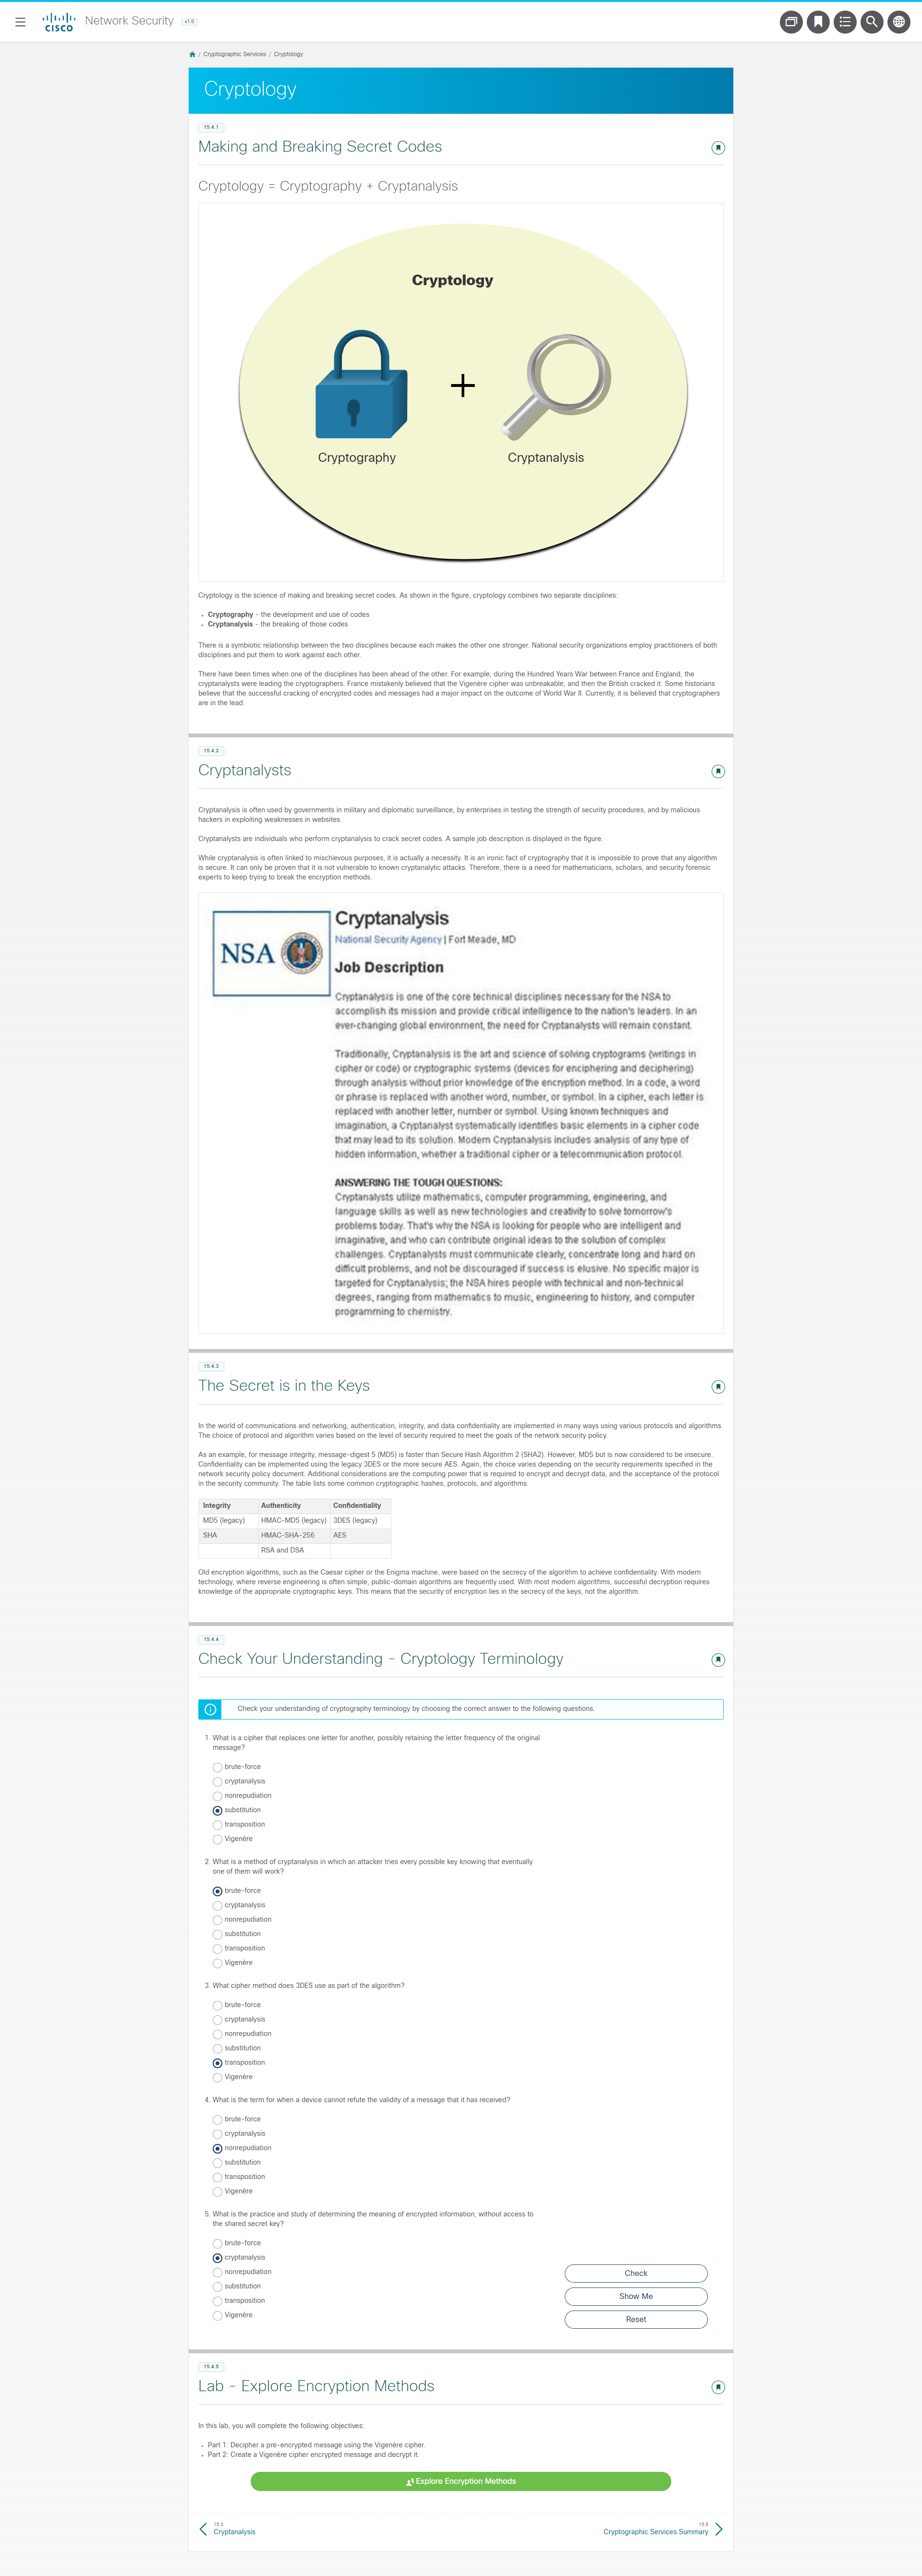 CISCO
Network Security
v1.0
/ Cryptographic Services / Cryptology
Cryptology
15.4.1
Making and Breaking Secret Codes
Cryptology = Cryptography + Cryptanalysis
Cryptology
+
Cryptography
Cryptanalysis
Cryptology is the science of making and breaking secret codes. As shown in the figure, cryptology combines two separate disciplines:
• Cryptography - the development and use of codes
• Cryptanalysis - the breaking of those codes
There is a symbiotic relationship between the two disciplines because each makes the other one stronger. National security organizations employ practitioners of both
disciplines and put them to work against each other.
There have been times when one of the disciplines has been ahead of the other. For example, during the Hundred Years War between France and England, the
cryptanalysts were leading the cryptographers. France mistakenly believed that the Vigenère cipher was unbreakable, and then the British cracked it. Some historians
believe that the successful cracking of encrypted codes and messages had a major impact on the outcome of World War II. Currently, it is believed that cryptographers
are in the lead.
15.4.2
Cryptanalysts
Cryptanalysis is often used by governments in military and diplomatic surveillance, by enterprises in testing the strength of security procedures, and by malicious
hackers in exploiting weaknesses in websites.
Cryptanalysts are individuals who perform cryptanalysis to crack secret codes. A sample job description is displayed in the figure.
While cryptanalysis is often linked to mischievous purposes, it is actually a necessity. It is an ironic fact of cryptography that it is impossible to prove that any algorithm
is secure. It can only be proven that it is not vulnerable to known cryptanalytic attacks. Therefore, there is a need for mathematicians, scholars, and security forensic
experts to keep trying to break the encryption methods.
NSA
Cryptanalysis
National Security Agency | Fort Meade, MD
Job Description
Cryptanalysis is one of the core technical disciplines necessary for the NSA to
accomplish its mission and provide critical intelligence to the nation's leaders. In an
ever-changing global environment, the need for Cryptanalysts will remain constant.
Traditionally, Cryptanalysis is the art and science of solving cryptograms (writings in
cipher or code) or cryptographic systems (devices for enciphering and deciphering)
through analysis without prior knowledge of the encryption method. In a code, a word
or phrase is replaced with another word, number, or symbol. In a cipher, each letter is
replaced with another letter, number or symbol. Using known techniques and
imagination, a Cryptanalyst systematically identifies basic elements in a cipher code
that may lead to its solution. Modern Cryptanalysis includes analysis of any type of
hidden information, whether a traditional cipher or a telecommunication protocol.
ANSWERING THE TOUGH QUESTIONS:
Cryptanalysts utilize mathematics, computer programming, engineering, and
language skills as well as new technologies and creativity to solve tomorrow's
problems today. That's why the NSA is looking for people who are intelligent and
imaginative, and who can contribute original ideas to the solution of complex
challenges. Cryptanalysts must communicate clearly, concentrate long and hard on
difficult problems, and not be discouraged if success is elusive. No specific major is
targeted for Cryptanalysis; the NSA hires people with technical and non-technical
degrees, ranging from mathematics to music, engineering to history, and computer
programming to chemistry.
15.4.3
The Secret is in the Keys
In the world of communications and networking, authentication, integrity, and data confidentiality are implemented in many ways using various protocols and algorithms.
The choice of protocol and algorithm varies based on the level of security required to meet the goals of the network security policy.
As an example, for message integrity, message-digest 5 (MD5) is faster than Secure Hash Algorithm 2 (SHA2). However, MD5 but is now considered to be insecure.
Confidentiality can be implemented using the legacy 3DES or the more secure AES. Again, the choice varies depending on the security requirements specified in the
network security policy document. Additional considerations are the computing power that is required to encrypt and decrypt data, and the acceptance of the protocol
in the security community. The table lists some common cryptographic hashes, protocols, and algorithms.
Integrity Authenticity Confidentiality
MD5 (legacy) HMAC-MD5 (legacy) 3DES (legacy)
SHA HMAC-SHA-256 AES
RSA and DSA
Old encryption algorithms, such as the Caesar cipher or the Enigma machine, were based on the secrecy of the algorithm to achieve confidentiality. With modern
technology, where reverse engineering is often simple, public-domain algorithms are frequently used. With most modern algorithms, successful decryption requires
knowledge of the appropriate cryptographic keys. This means that the security of encryption lies in the secrecy of the keys, not the algorithm.
15.4.4
Check Your Understanding - Cryptology Terminology
Check your understanding of cryptography terminology by choosing the correct answer to the following questions.
1. What is a cipher that replaces one letter for another, possibly retaining the letter frequency of the original
message?
brute-force
cryptanalysis
nonrepudiation
substitution
transposition
Vigenère
2. What is a method of cryptanalysis in which an attacker tries every possible key knowing that eventually
one of them will work?
brute-force
cryptanalysis
nonrepudiation
substitution
transposition
Vigenère
3. What cipher method does 3DES use as part of the algorithm?
brute-force
cryptanalysis
nonrepudiation
substitution
transposition
Vigenère
4. What is the term for when a device cannot refute the validity of a message that it has received?
brute-force
cryptanalysis
nonrepudiation
substitution
transposition
Vigenère
5. What is the practice and study of determining the meaning of encrypted information, without access to
the shared secret key?
brute-force
cryptanalysis
nonrepudiation
substitution
transposition
Vigenère
Check
Show Me
Reset
15.4.5
Lab - Explore Encryption Methods
In this lab, you will complete the following objectives:
• Part 1: Decipher a pre-encrypted message using the Vigenère cipher.
• Part 2: Create a Vigenère cipher encrypted message and decrypt it.
Explore Encryption Methods
15.3
Cryptanalysis
15.5
Cryptographic Services Summary